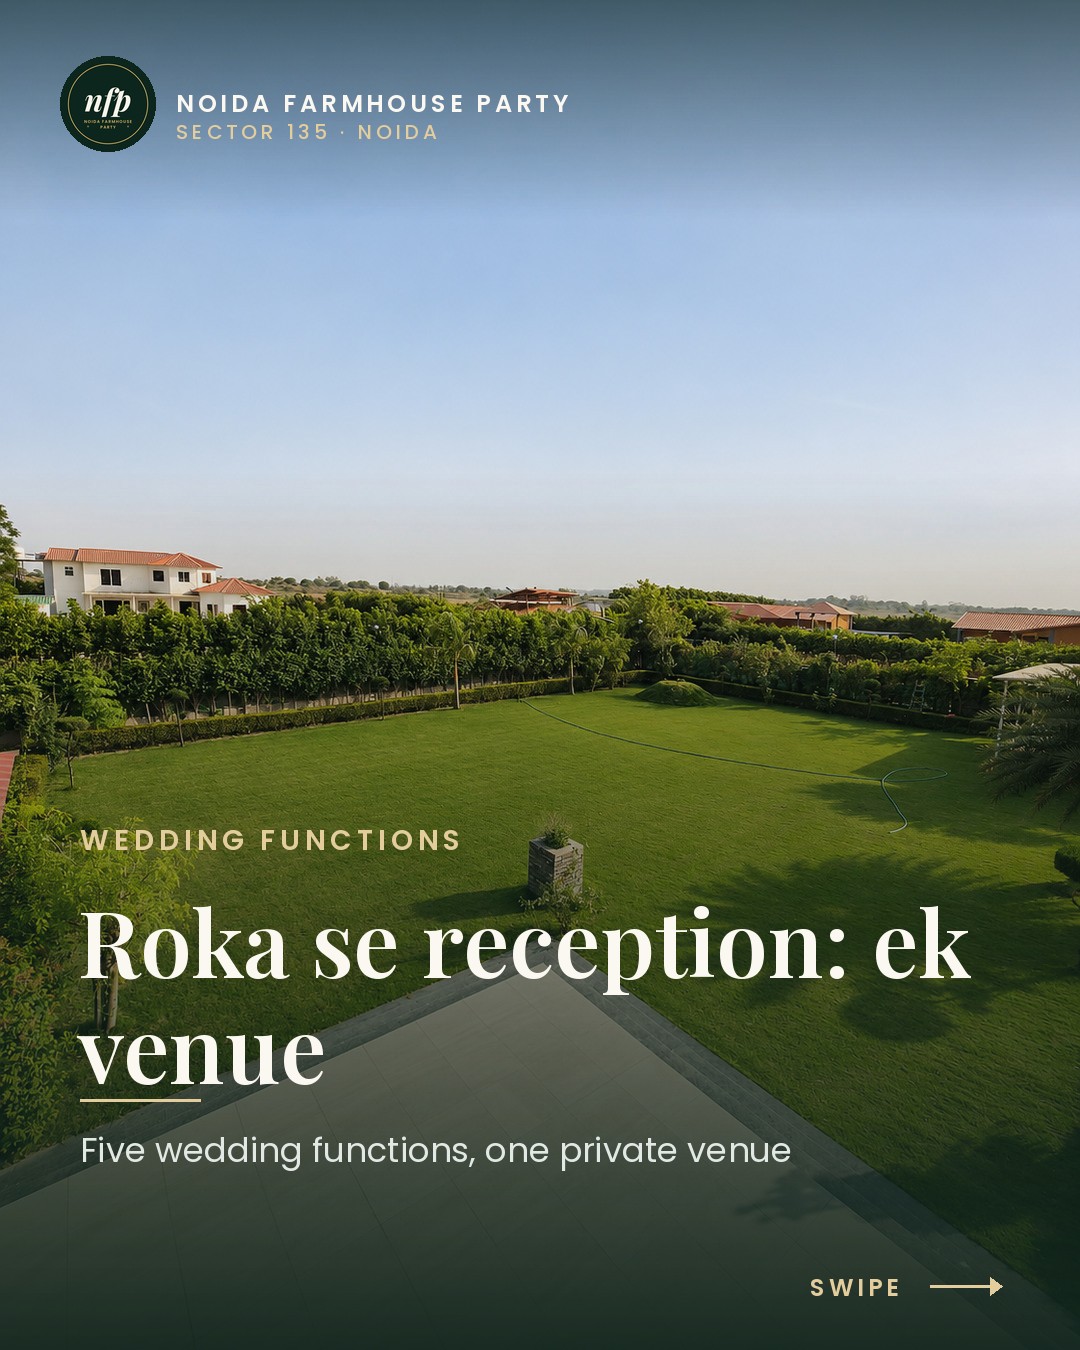 nfp
NOIDA FARMHOUSE
PARTY
NOIDA FARMHOUSE PARTY
SECTOR 135 · NOIDA
WEDDING FUNCTIONS
Roka se reception: ek
venue
Five wedding functions, one private venue
SWIPE